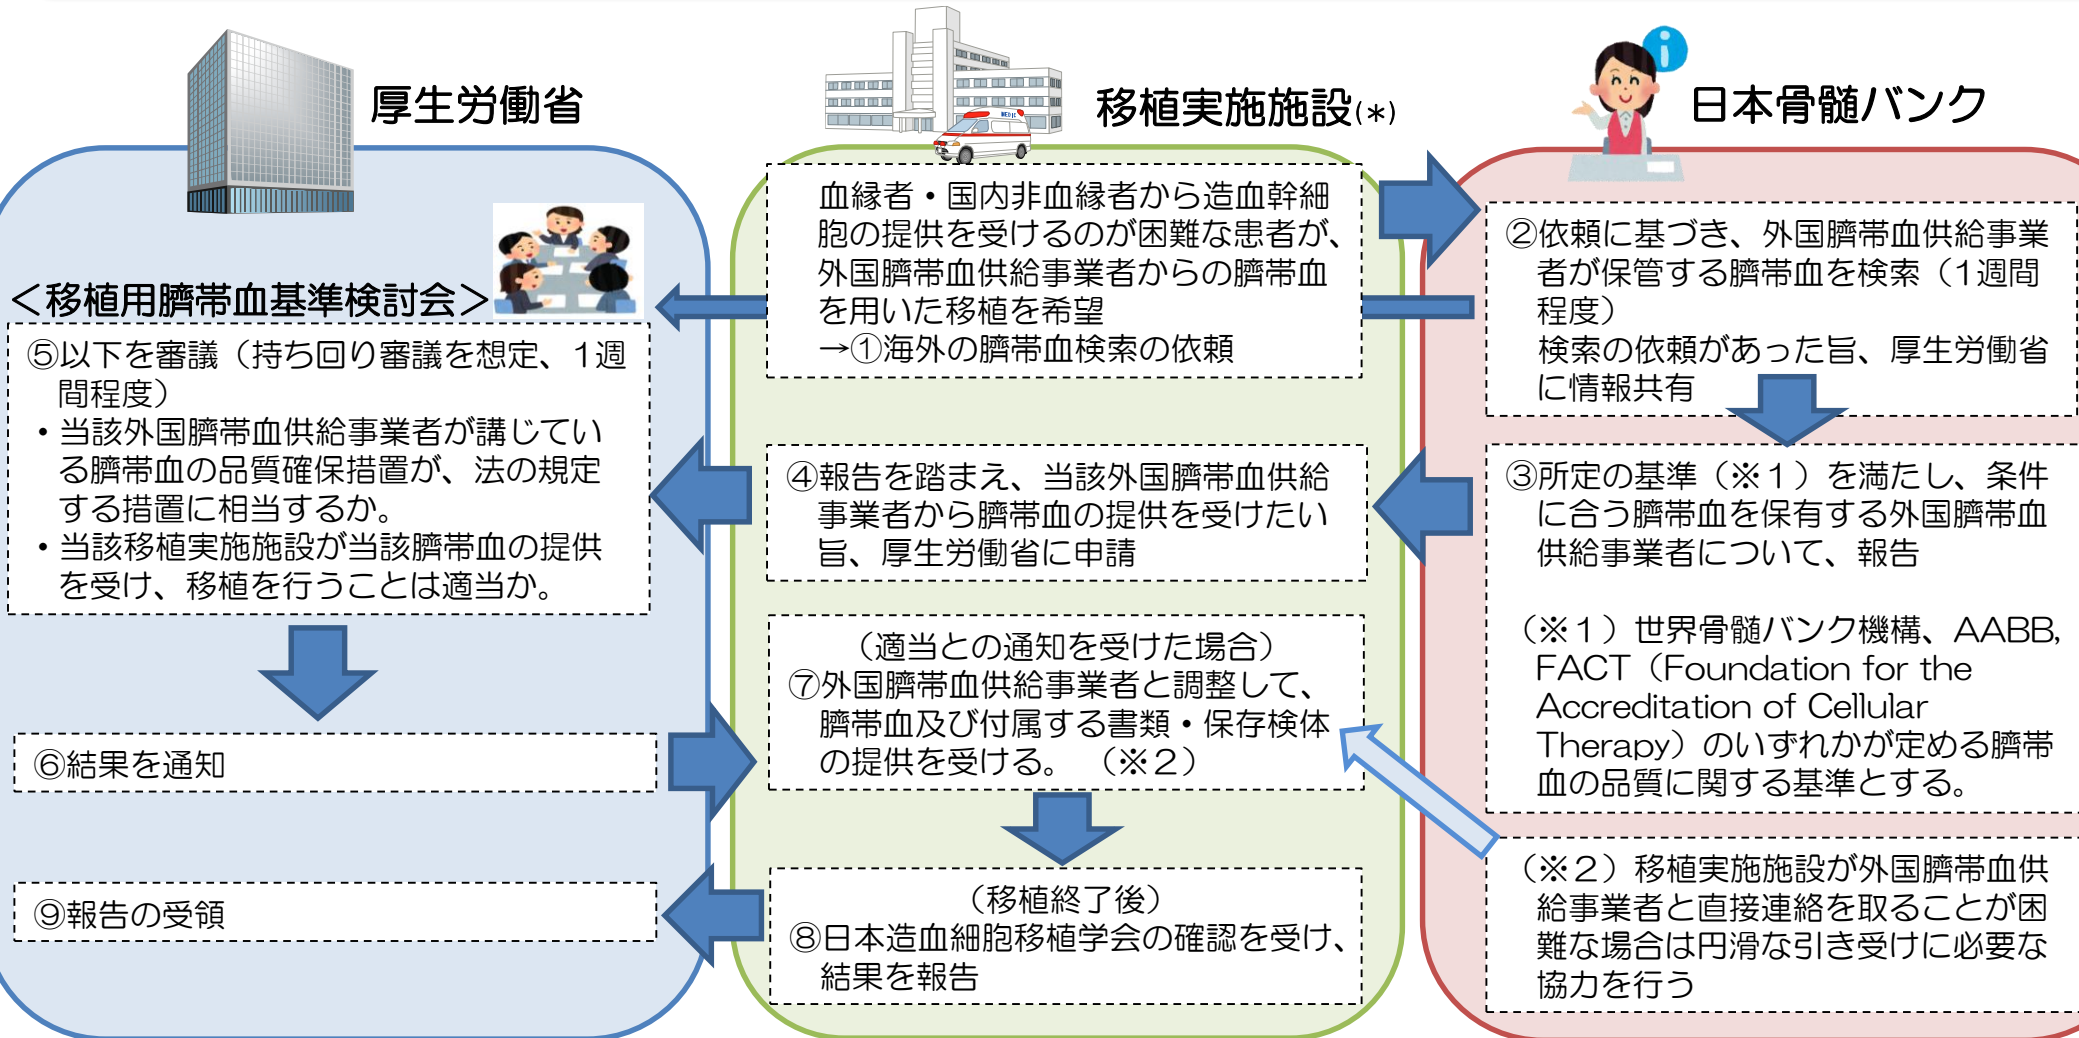 厚生労働省
<移植用臍帯血基準検討会>
⑤以下を審議（持ち回り審議を想定、1週
間程度）
・当該外国臍帯血供給事業者が講じてい
る臍帯血の品質確保措置が、法の規定
する措置に相当するか。
・当該移植実施施設が当該臍帯血の提供
を受け、移植を行うことは適当か。
⑥結果を通知
⑨報告の受領
MEDIC
移植実施施設(*)
血縁者・国内非血縁者から造血幹細
胞の提供を受けるのが困難な患者が、
外国臍帯血供給事業者からの臍帯血
を用いた移植を希望
→①海外の臍帯血検索の依頼
④報告を踏まえ、当該外国臍帯血供給
事業者から臍帯血の提供を受けたい
旨、厚生労働省に申請
（適当との通知を受けた場合）
⑦外国臍帯血供給事業者と調整して、
臍帯血及び付属する書類・保存検体
の提供を受ける。　（※２）
（移植終了後）
⑧日本造血細胞移植学会の確認を受け、
結果を報告
i
日本骨髄バンク
②依頼に基づき、外国臍帯血供給事業
者が保管する臍帯血を検索（1週間
程度）
検索の依頼があった旨、厚生労働省
に情報共有
③所定の基準（※１）を満たし、条件
に合う臍帯血を保有する外国臍帯血
供給事業者について、報告
（※１）世界骨髄バンク機構、AABB,
FACT（Foundation for the
Accreditation of Cellular
Therapy）のいずれかが定める臍帯
血の品質に関する基準とする。
（※２）移植実施施設が外国臍帯血供
給事業者と直接連絡を取ることが困
難な場合は円滑な引き受けに必要な
協力を行う